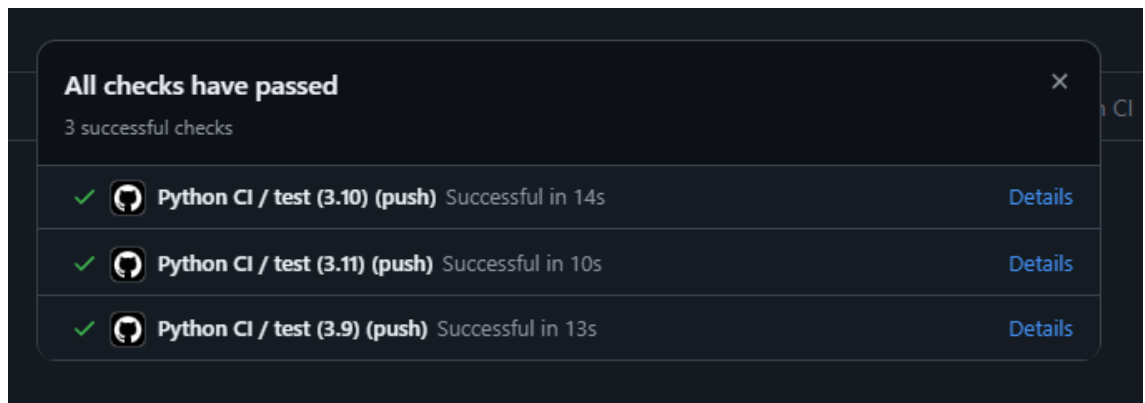 All checks have passed
3 successful checks
CI
Python CI / test (3.10) (push) Successful in 14s Details
Python CI / test (3.11) (push) Successful in 10s Details
Python CI / test (3.9) (push) Successful in 13s Details